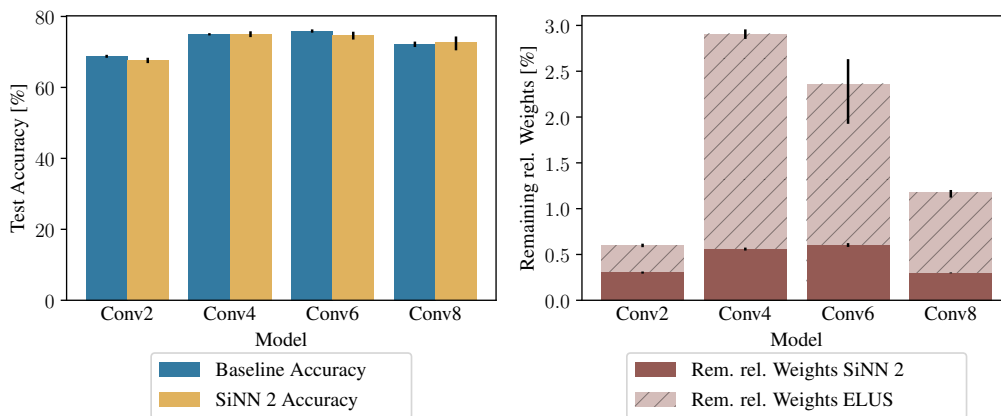 80
60
40
20
0
Test Accuracy [%]
Conv2 Conv4 Conv6 Conv8
Model
Baseline Accuracy
SiNN 2 Accuracy
3.0
2.5
2.0
1.5
1.0
0.5
0.0
Remaining rel. Weights [%]
Conv2 Conv4 Conv6 Conv8
Model
Rem. rel. Weights SiNN 2
Rem. rel. Weights ELUS